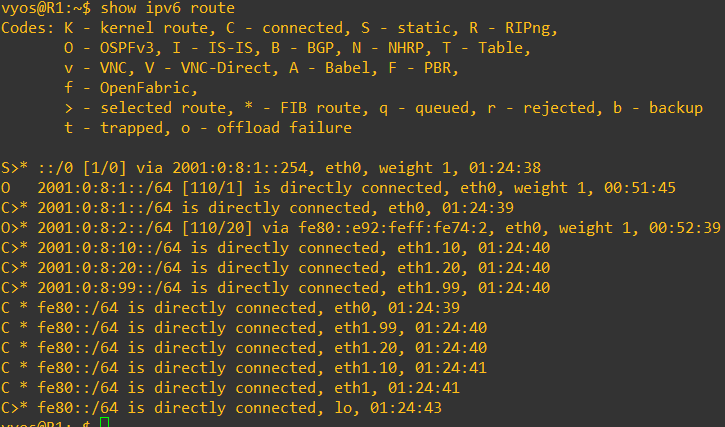 vyos@R1:~$ show ipv6 route
Codes: K - kernel route, C - connected, S - static, R - RIPng,
       O - OSPFv3, I - IS-IS, B - BGP, N - NHRP, T - Table,
       v - VNC, V - VNC-Direct, A - Babel, F - PBR,
       f - OpenFabric,
       > - selected route, * - FIB route, q - queued, r - rejected, b - backup
       t - trapped, o - offload failure

S>* ::/0 [1/0] via 2001:0:8:1::254, eth0, weight 1, 01:24:38
O   2001:0:8:1::/64 [110/1] is directly connected, eth0, weight 1, 00:51:45
C>* 2001:0:8:1::/64 is directly connected, eth0, 01:24:39
O>* 2001:0:8:2::/64 [110/20] via fe80::e92:feff:fe74:2, eth0, weight 1, 00:52:39
C>* 2001:0:8:10::/64 is directly connected, eth1.10, 01:24:40
C>* 2001:0:8:20::/64 is directly connected, eth1.20, 01:24:40
C>* 2001:0:8:99::/64 is directly connected, eth1.99, 01:24:40
C * fe80::/64 is directly connected, eth0, 01:24:39
C * fe80::/64 is directly connected, eth1.99, 01:24:40
C * fe80::/64 is directly connected, eth1.20, 01:24:40
C * fe80::/64 is directly connected, eth1.10, 01:24:41
C * fe80::/64 is directly connected, eth1, 01:24:41
C>* fe80::/64 is directly connected, lo, 01:24:43
vyos@R1:~$